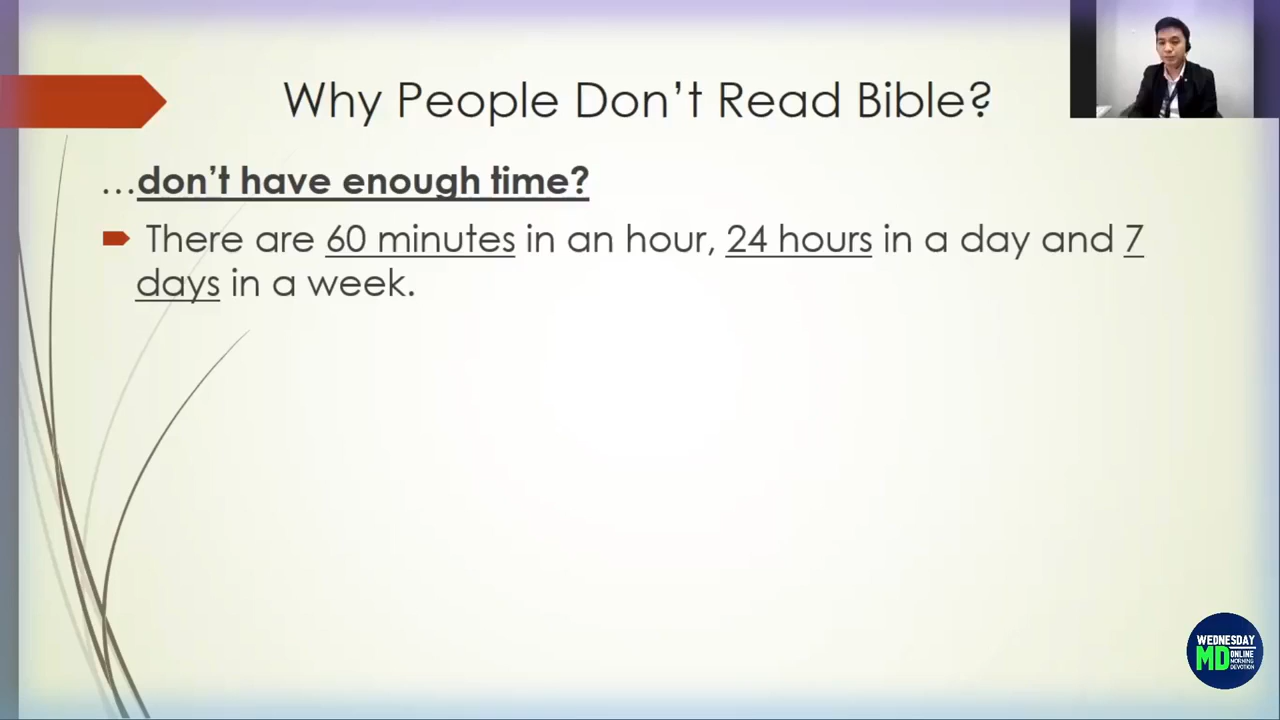 Why People Don’t Read Bible?
…don’t have enough time?
There are 60 minutes in an hour, 24 hours in a day and 7
days in a week.
WEDNESDAY
MD ONLINE
MORNING
DEVOTION